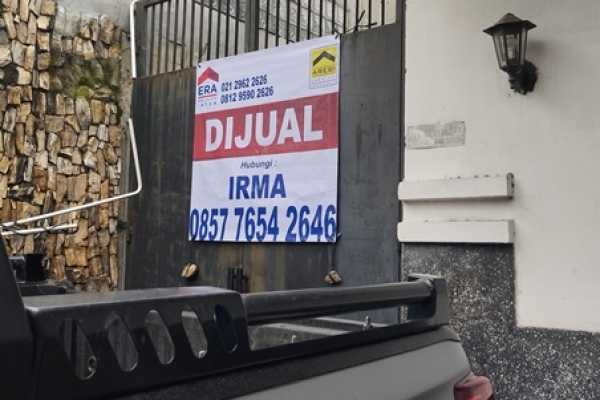 ERA
021 2962 2626
0812 9590 2626
AREBI
DIJUAL
Hubungi :
IRMA
0857 7654 2646